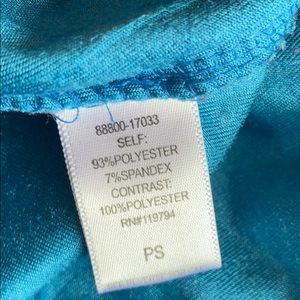 88800-17033
SELF:
93%POLYESTER
7%SPANDEX
CONTRAST:
100%POLYESTER
RN#119794
PS